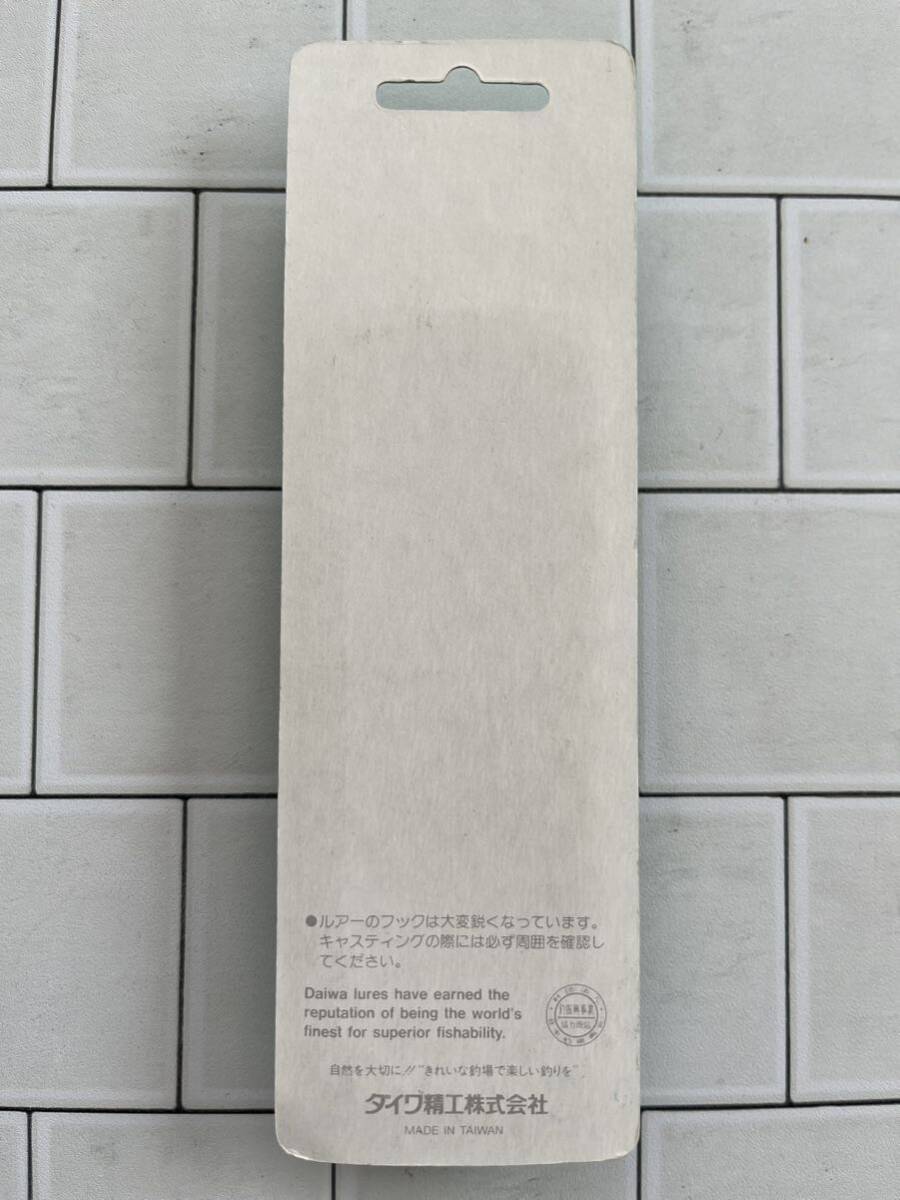 ●ルアーのフックは大変鋭くなっています。
キャスティングの際には必ず周囲を確認し
てください。
Daiwa lures have earned the
reputation of being the world's
finest for superior fishability.
自然を大切に!! "きれいな釣場で楽しい釣りを"
ダイワ精工株式会社
MADE IN TAIWAN